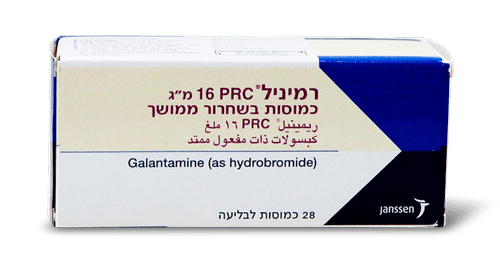 רמיניל® PRC 16 מ"ג
כמוסות בשחרור ממושך
ريمينيل® PRC ١٦ ملغ
كبسولات ذات مفعول ممتد
Galantamine (as hydrobromide)
28 כמוסות לבליעה
janssen